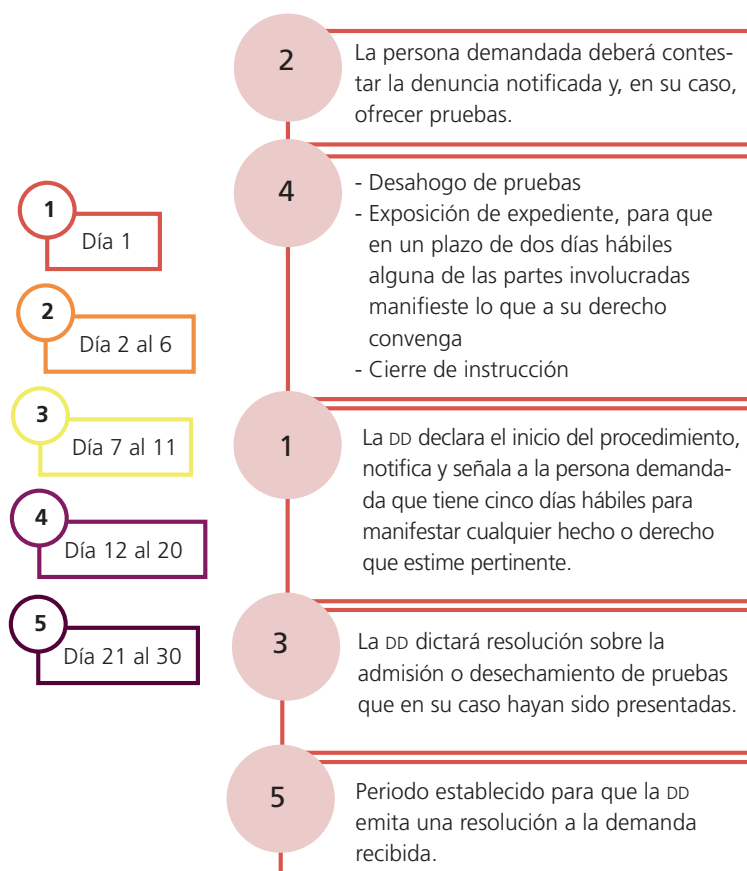 1
Día 1
2
Día 2 al 6
3
Día 7 al 11
4
Día 12 al 20
5
Día 21 al 30
2
La persona demandada deberá contes-
tar la denuncia notificada y, en su caso,
ofrecer pruebas.
4
- Desahogo de pruebas
- Exposición de expediente, para que
en un plazo de dos días hábiles
alguna de las partes involucradas
manifieste lo que a su derecho
convenga
- Cierre de instrucción
1
La DD declara el inicio del procedimiento,
notifica y señala a la persona demanda-
da que tiene cinco días hábiles para
manifestar cualquier hecho o derecho
que estime pertinente.
3
La DD dictará resolución sobre la
admisión o desechamiento de pruebas
que en su caso hayan sido presentadas.
5
Periodo establecido para que la DD
emita una resolución a la demanda
recibida.